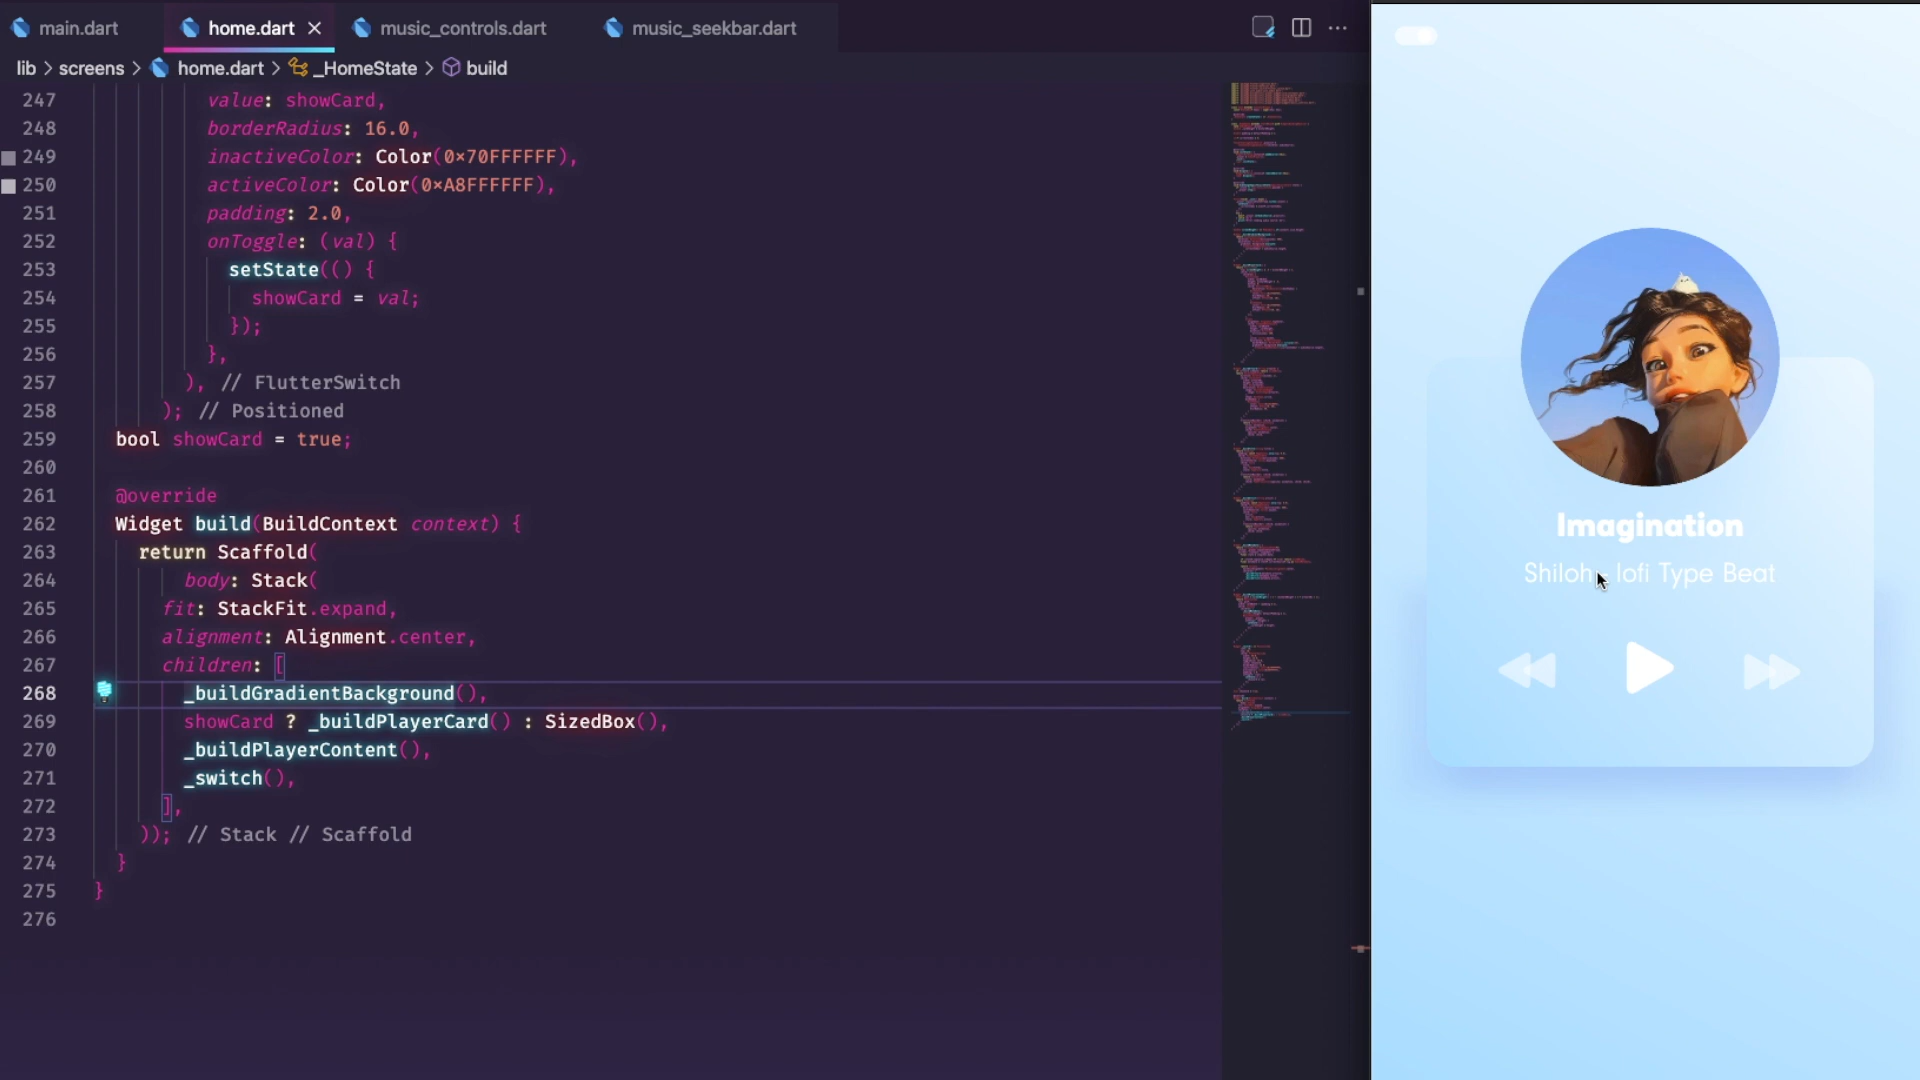 main.dart
home.dart
music_controls.dart
music_seekbar.dart
lib > screens > home.dart > _HomeState > build
247 value: showCard,
248 borderRadius: 16.0,
249 inactiveColor: Color(0×70FFFFFF),
250 activeColor: Color(0×A8FFFFFF),
251 padding: 2.0,
252 onToggle: (val) {
253 setState(() {
254 showCard = val;
255 });
256 },
257 ), // FlutterSwitch
258 ); // Positioned
259 bool showCard = true;
260
261 @override
262 Widget build(BuildContext context) {
263 return Scaffold(
264 body: Stack(
265 fit: StackFit.expand,
266 alignment: Alignment.center,
267 children: [
268 _buildGradientBackground(),
269 showCard ? _buildPlayerCard() : SizedBox(),
270 _buildPlayerContent(),
271 _switch(),
272 ],
273 )); // Stack // Scaffold
274 }
275 }
276
Imagination
Shiloh - lofi Type Beat